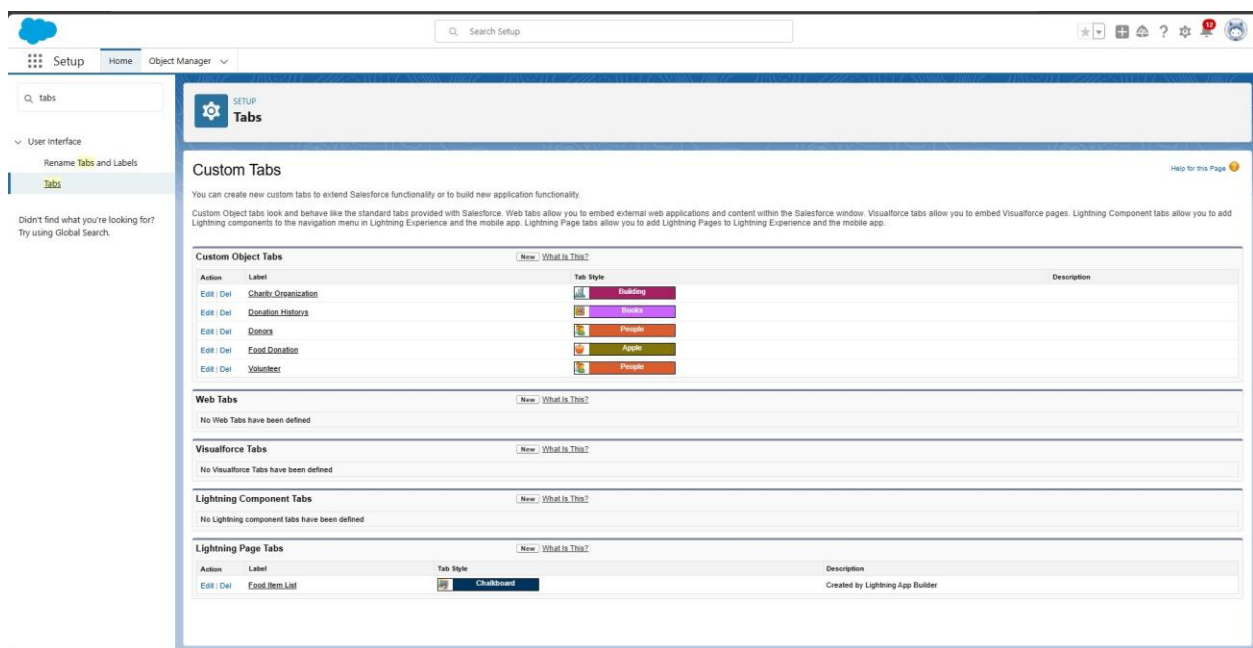 Search Setup
12
Setup
Home
Object Manager
tabs
User Interface
Rename Tabs and Labels
Tabs
Didn't find what you're looking for?
Try using Global Search.
SETUP
Tabs
Custom Tabs
Help for this Page
You can create new custom tabs to extend Salesforce functionality or to build new application functionality.
Custom Object tabs look and behave like the standard tabs provided with Salesforce. Web tabs allow you to embed external web applications and content within the Salesforce window. Visualforce tabs allow you to embed Visualforce pages. Lightning Component tabs allow you to add
Lightning components to the navigation menu in Lightning Experience and the mobile app. Lightning Page tabs allow you to add Lightning Pages to Lightning Experience and the mobile app.
Custom Object Tabs New What Is This?
Action Label Tab Style Description
Edit | Del Charity Organization Building
Edit | Del Donation Historys Books
Edit | Del Donors People
Edit | Del Food Donation Apple
Edit | Del Volunteer People
Web Tabs New What Is This?
No Web Tabs have been defined
Visualforce Tabs New What Is This?
No Visualforce Tabs have been defined
Lightning Component Tabs New What Is This?
No Lightning component tabs have been defined
Lightning Page Tabs New What Is This?
Action Label Tab Style Description
Edit | Del Food Item List Chalkboard Created by Lightning App Builder